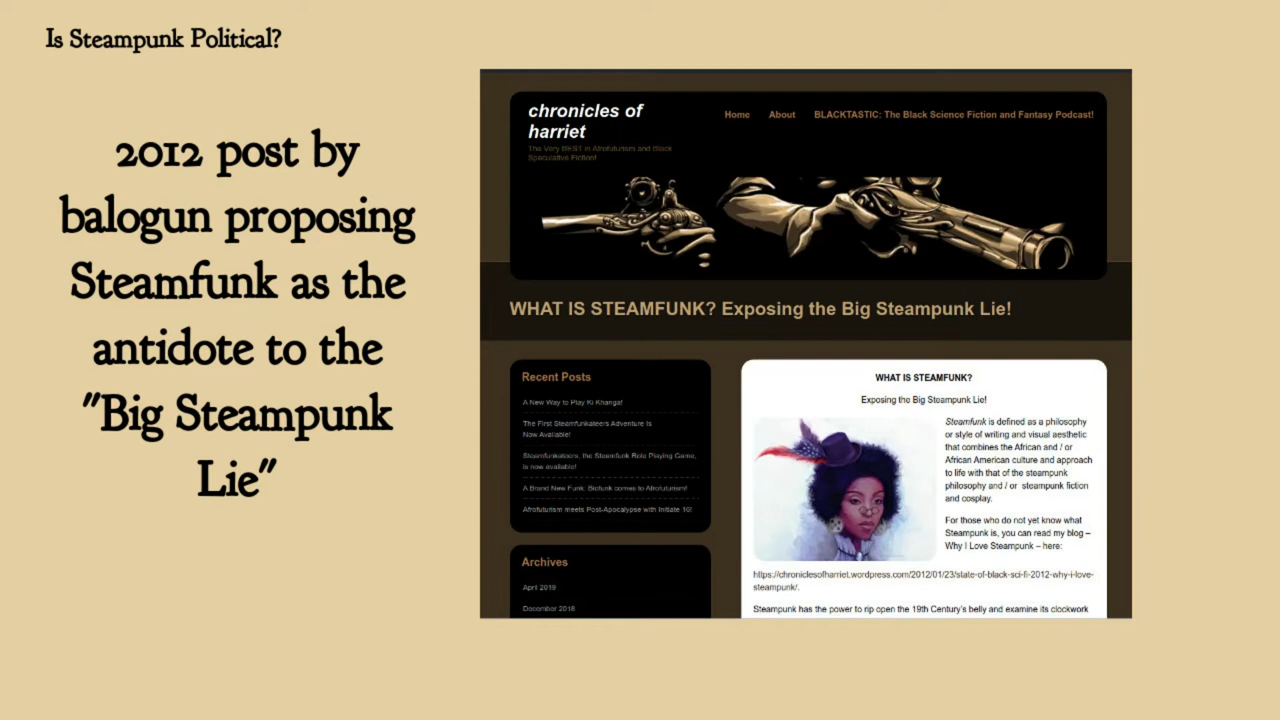 Is Steampunk Political?
2012 post by
balogun proposing
Steamfunk as the
antidote to the
"Big Steampunk
Lie"
chronicles of
harriet
The Very BEST in Afrofuturism and Black
Speculative Fiction!
Home About BLACKTASTIC: The Black Science Fiction and Fantasy Podcast!
WHAT IS STEAMFUNK? Exposing the Big Steampunk Lie!
Recent Posts
A New Way to Play Ki Khanga!
The First Steamfunkateers Adventure is
Now Available!
Steamfunkateers, the Steamfunk Role Playing Game,
is now available!
A Brand New Funk: Biofunk comes to Afrofuturism!
Afrofuturism meets Post-Apocalypse with Initiate 16!
Archives
April 2019
December 2018
WHAT IS STEAMFUNK?
Exposing the Big Steampunk Lie!
Steamfunk is defined as a philosophy
or style of writing and visual aesthetic
that combines the African and / or
African American culture and approach
to life with that of the steampunk
philosophy and / or steampunk fiction
and cosplay.
For those who do not yet know what
Steampunk is, you can read my blog –
Why I Love Steampunk – here:
https://chroniclesofharriet.wordpress.com/2012/01/23/state-of-black-sci-fi-2012-why-i-love-
steampunk/.
Steampunk has the power to rip open the 19th Century's belly and examine its clockwork